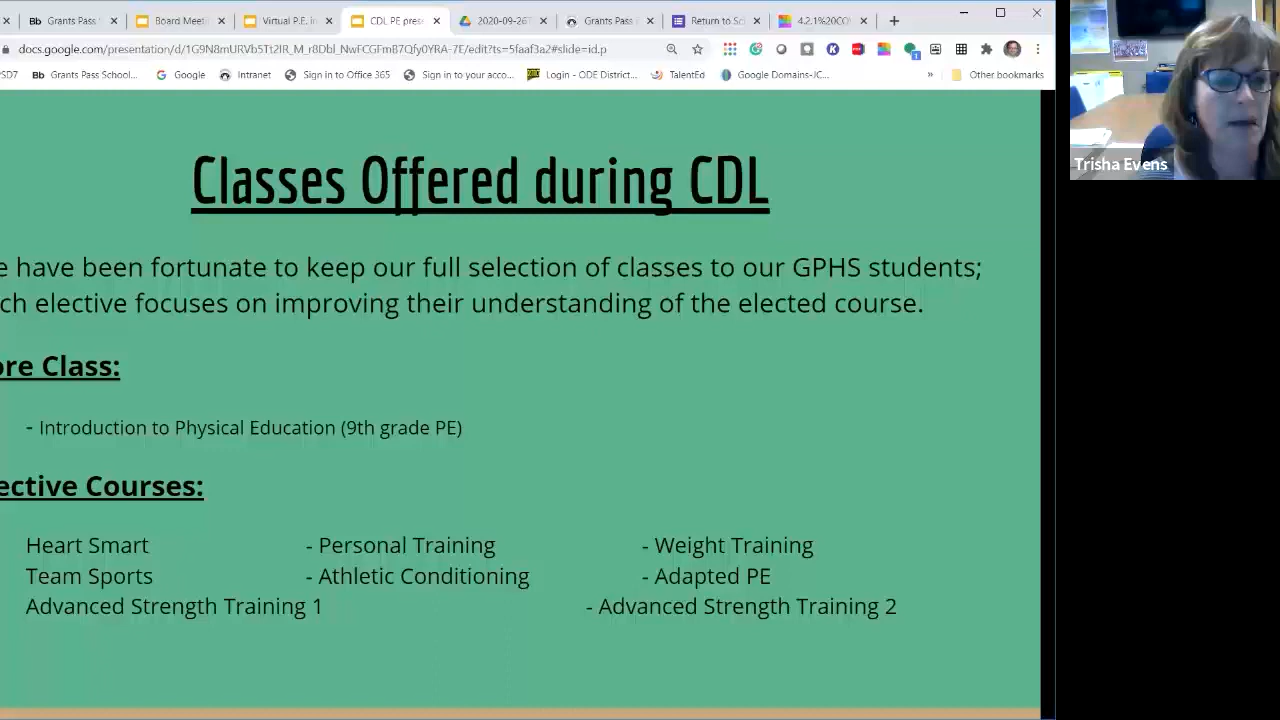 Grants Pass
Board Meeti
Virtual P.E. in
CDL PE pres
2020-09-26T
Grants Pass
Return to Sc
4.2.1%20CO
docs.google.com/presentation/d/
/edit?ts=5faaf3a2#slide=id.p
SD7
Bb Grants Pass School...
Google
Intranet
Sign in to Office 365
Sign in to your acco...
Login - ODE District...
TalentEd
Google Domains-JC...
»
Other bookmarks
Trisha Evens
Classes Offered during CDL
e have been fortunate to keep our full selection of classes to our GPHS students;
ch elective focuses on improving their understanding of the elected course.
ore Class:
- Introduction to Physical Education (9th grade PE)
ective Courses:
Heart Smart - Personal Training - Weight Training
Team Sports - Athletic Conditioning - Adapted PE
Advanced Strength Training 1 - Advanced Strength Training 2